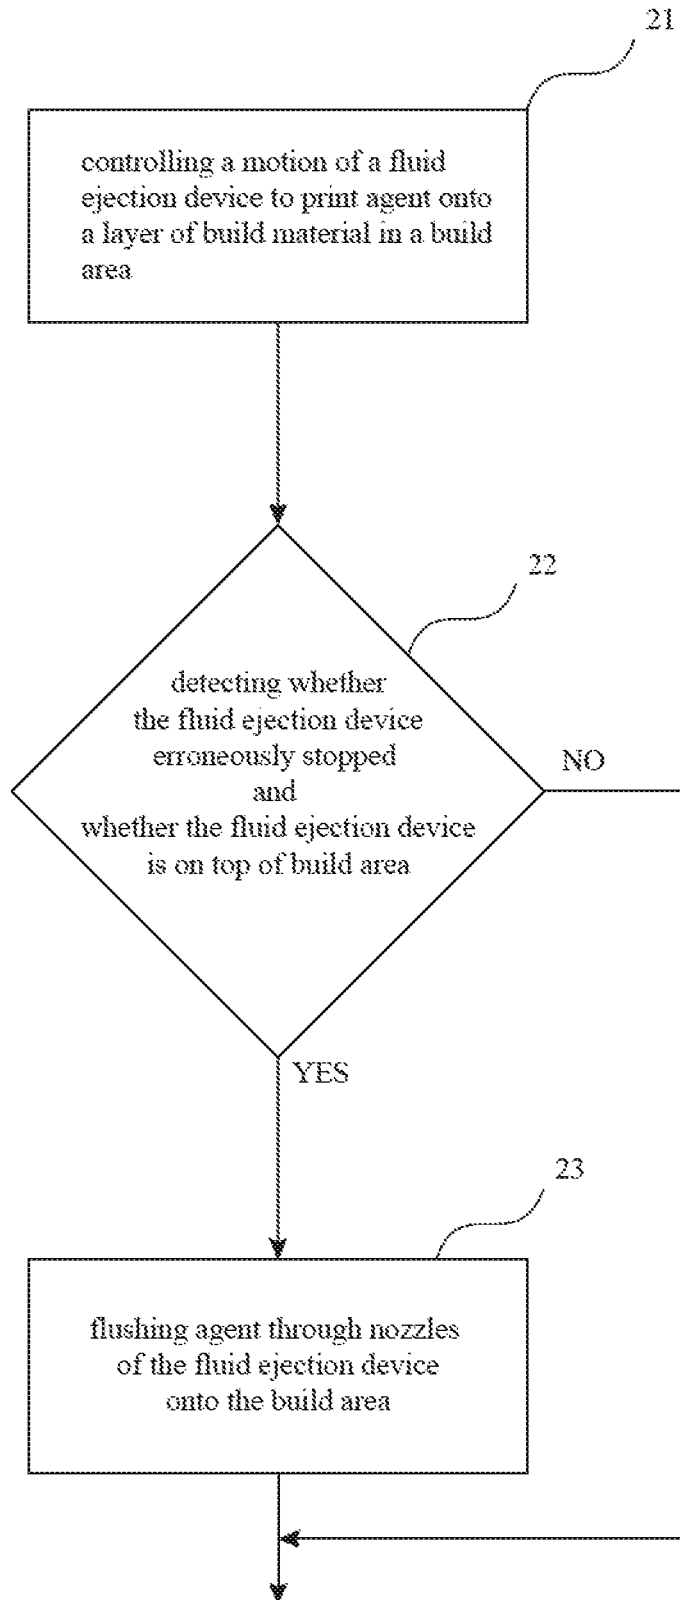 21
controlling a motion of a fluid
ejection device to print agent onto
a layer of build material in a build
area
22
detecting whether
the fluid ejection device
erroneously stopped
and
whether the fluid ejection device
is on top of build area
NO
YES
23
flushing agent through nozzles
of the fluid ejection device
onto the build area